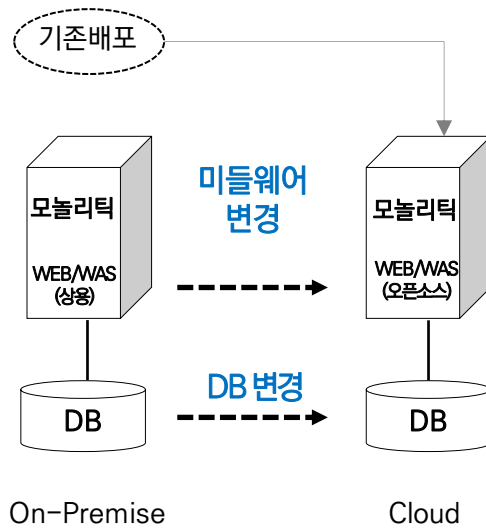 기존배포
모놀리틱
WEB/WAS
(상용)
미들웨어
변경
모놀리틱
WEB/WAS
(오픈소스)
DB
DB 변경
DB
On-Premise
Cloud